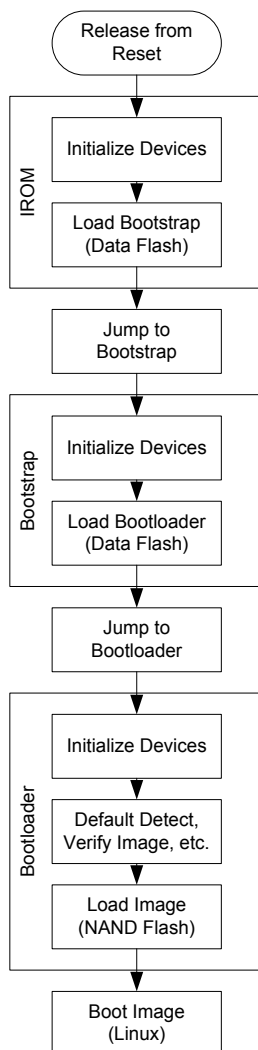 Release from
Reset
IROM
Initialize Devices
Load Bootstrap
(Data Flash)
Jump to
Bootstrap
Bootstrap
Initialize Devices
Load Bootloader
(Data Flash)
Jump to
Bootloader
Bootloader
Initialize Devices
Default Detect,
Verify Image, etc.
Load Image
(NAND Flash)
Boot Image
(Linux)